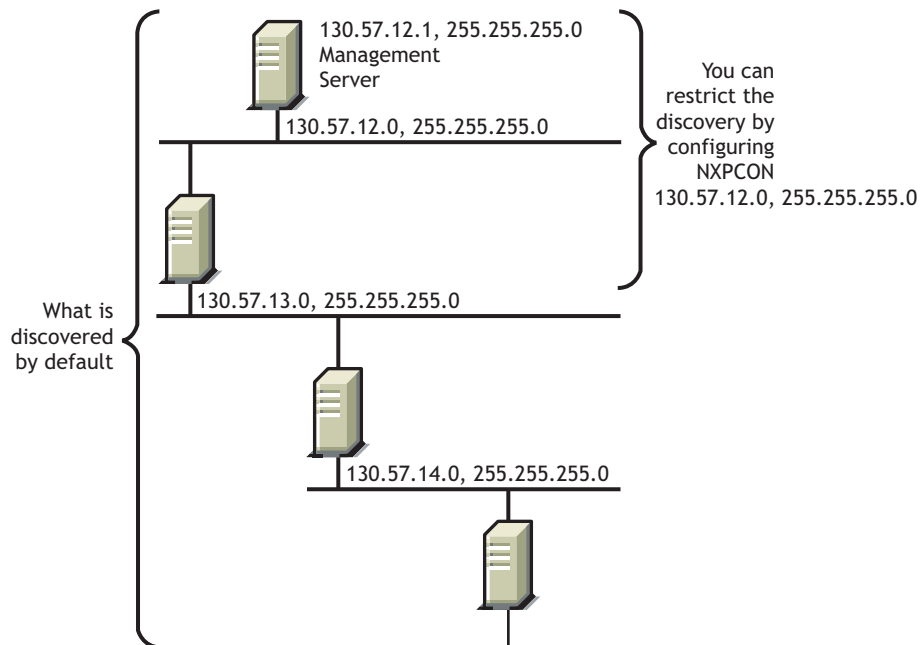 130.57.12.1, 255.255.255.0
Management
Server
130.57.12.0, 255.255.255.0
You can
restrict the
discovery by
configuring
NXPCON
130.57.12.0, 255.255.255.0
130.57.13.0, 255.255.255.0
What is
discovered
by default
130.57.14.0, 255.255.255.0